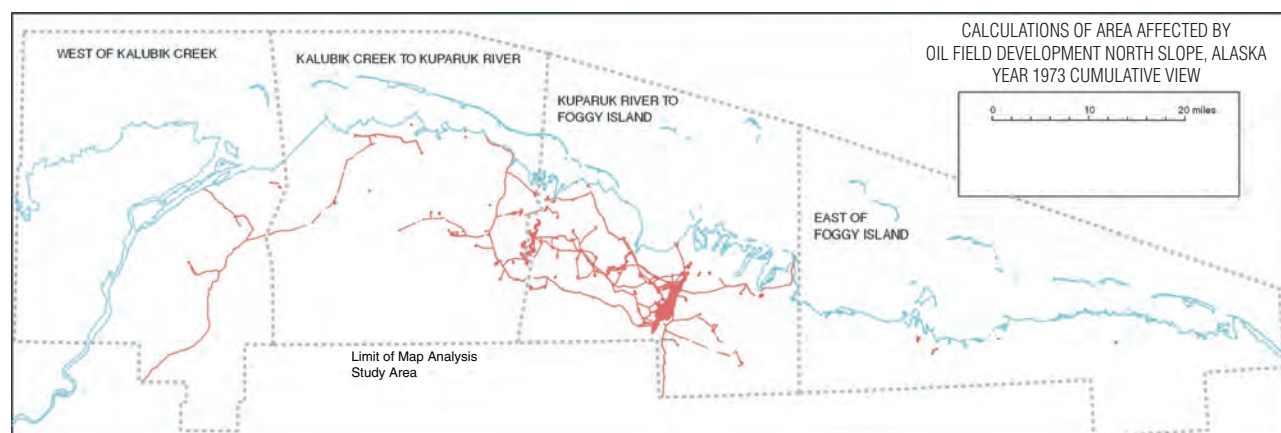 CALCULATIONS OF AREA AFFECTED BY
OIL FIELD DEVELOPMENT NORTH SLOPE, ALASKA
YEAR 1973 CUMULATIVE VIEW
0 10 20 miles
WEST OF KALUBIK CREEK
KALUBIK CREEK TO KUPARUK RIVER
KUPARUK RIVER TO
FOGGY ISLAND
EAST OF
FOGGY ISLAND
Limit of Map Analysis
Study Area